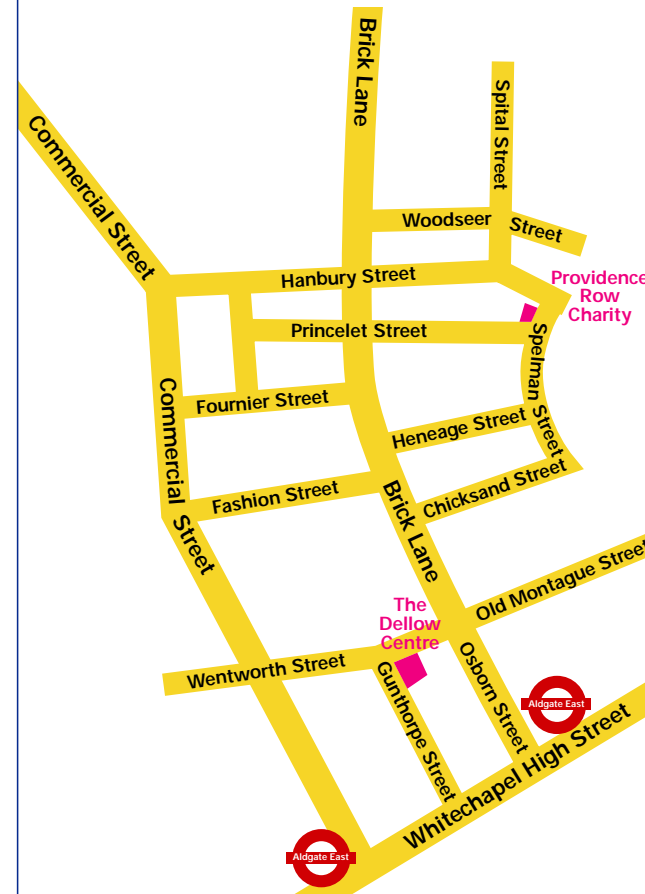 Brick Lane
Spital Street
Commercial Street
Woodseer Street
Hanbury Street
Providence
Row
Charity
Princelet Street
Spelman Street
Commercial Street
Fournier Street
Heneage Street
Fashion Street
Chicksand Street
Brick Lane
Old Montague Street
The
Dellow
Centre
Wentworth Street
Gunthorpe Street
Osborn Street
Aldgate East
Whitechapel High Street
Aldgate East